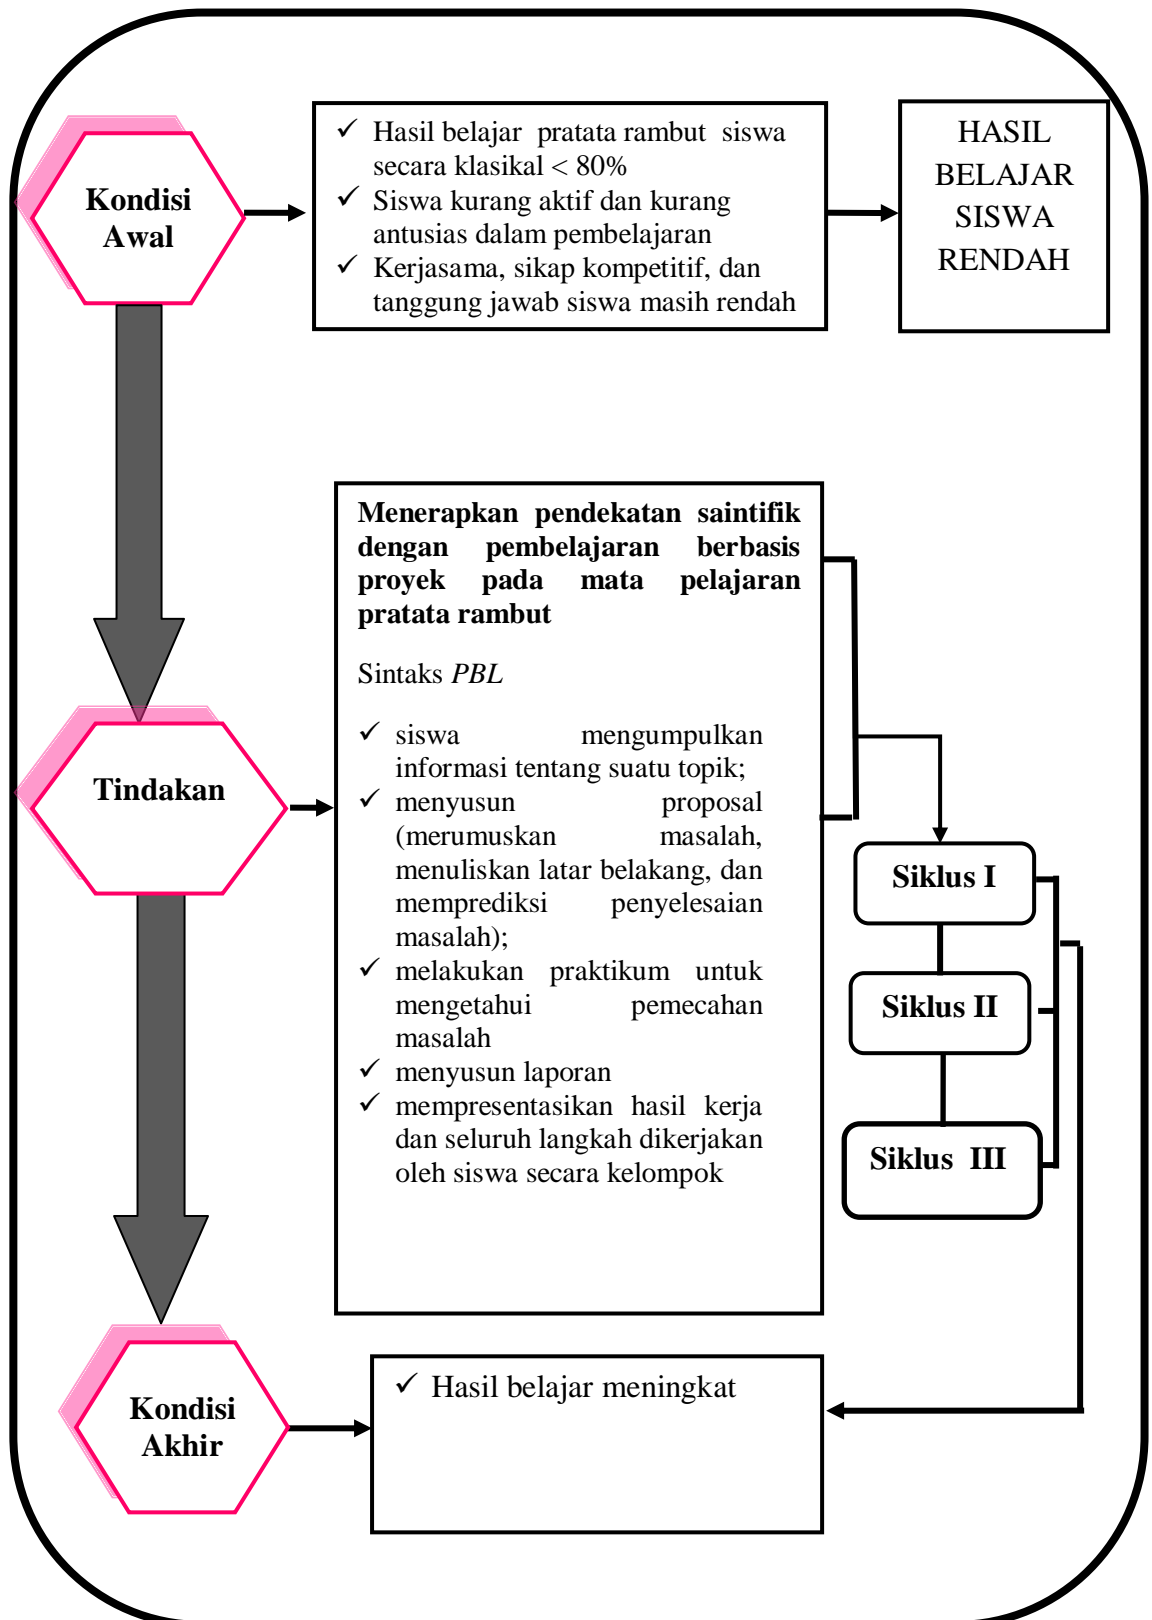 Kondisi
Awal
✓ Hasil belajar pratata rambut siswa
secara klasikal < 80%
✓ Siswa kurang aktif dan kurang
antusias dalam pembelajaran
✓ Kerjasama, sikap kompetitif, dan
tanggung jawab siswa masih rendah
HASIL
BELAJAR
SISWA
RENDAH
Tindakan
Menerapkan pendekatan saintifik
dengan pembelajaran berbasis
proyek pada mata pelajaran
pratata rambut
Sintaks PBL
✓ siswa mengumpulkan
informasi tentang suatu topik;
✓ menyusun proposal
(merumuskan masalah,
menuliskan latar belakang, dan
memprediksi penyelesaian
masalah);
✓ melakukan praktikum untuk
mengetahui pemecahan
masalah
✓ menyusun laporan
✓ mempresentasikan hasil kerja
dan seluruh langkah dikerjakan
oleh siswa secara kelompok
Siklus I
Siklus II
Siklus III
Kondisi
Akhir
✓ Hasil belajar meningkat